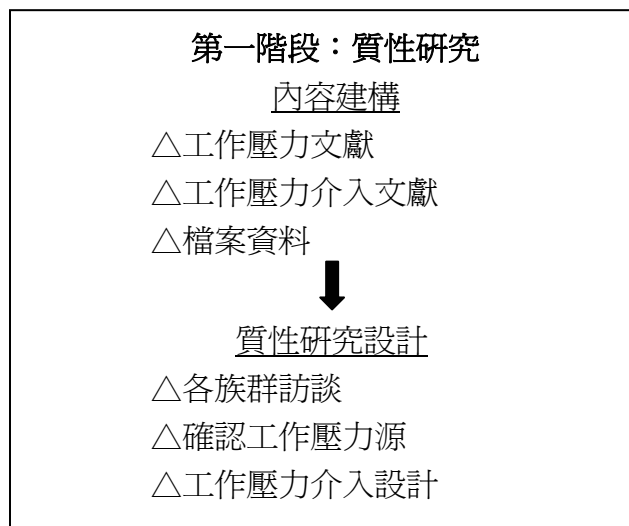 第一階段：質性研究
內容建構
△工作壓力文獻
△工作壓力介入文獻
△檔案資料
質性研究設計
△各族群訪談
△確認工作壓力源
△工作壓力介入設計